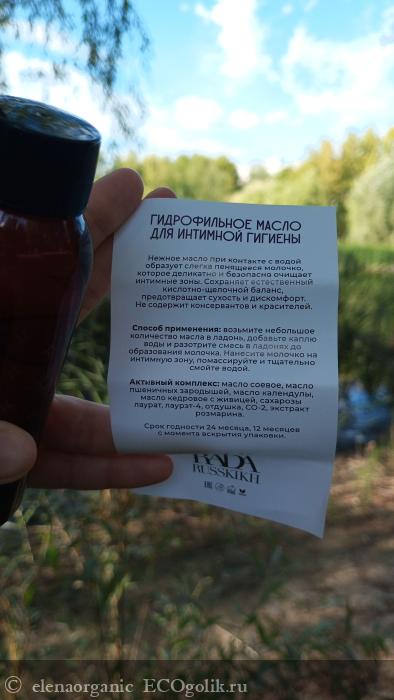 ГИДРОФИЛЬНОЕ МАСЛО
ДЛЯ ИНТИМНОЙ ГИГИЕНЫ
Нежное масло при контакте с водой
образует слегка пенящееся молочко,
которое деликатно и безопасно очищает
интимные зоны. Сохраняет естественный
кислотно-щелочной баланс,
предотвращает сухость и дискомфорт.
Не содержит консервантов и красителей.
Способ применения: возьмите небольшое
количество масла в ладонь, добавьте каплю
воды и разотрите смесь в ладонях до
образования молочка. Нанесите молочко на
интимную зону, помассируйте и тщательно
смойте водой.
Активный комплекс: масло соевое, масло
пшеничных зародышей, масло календулы,
масло кедровое с живицей, сахарозы
лаурат, лаурат-4, отдушка, СО-2, экстракт
розмарина.
Срок годности 24 месяца, 12 месяцев
с момента вскрытия упаковки.
RADA
RUSSKIKH
© elenaorganic ECOgolik.ru